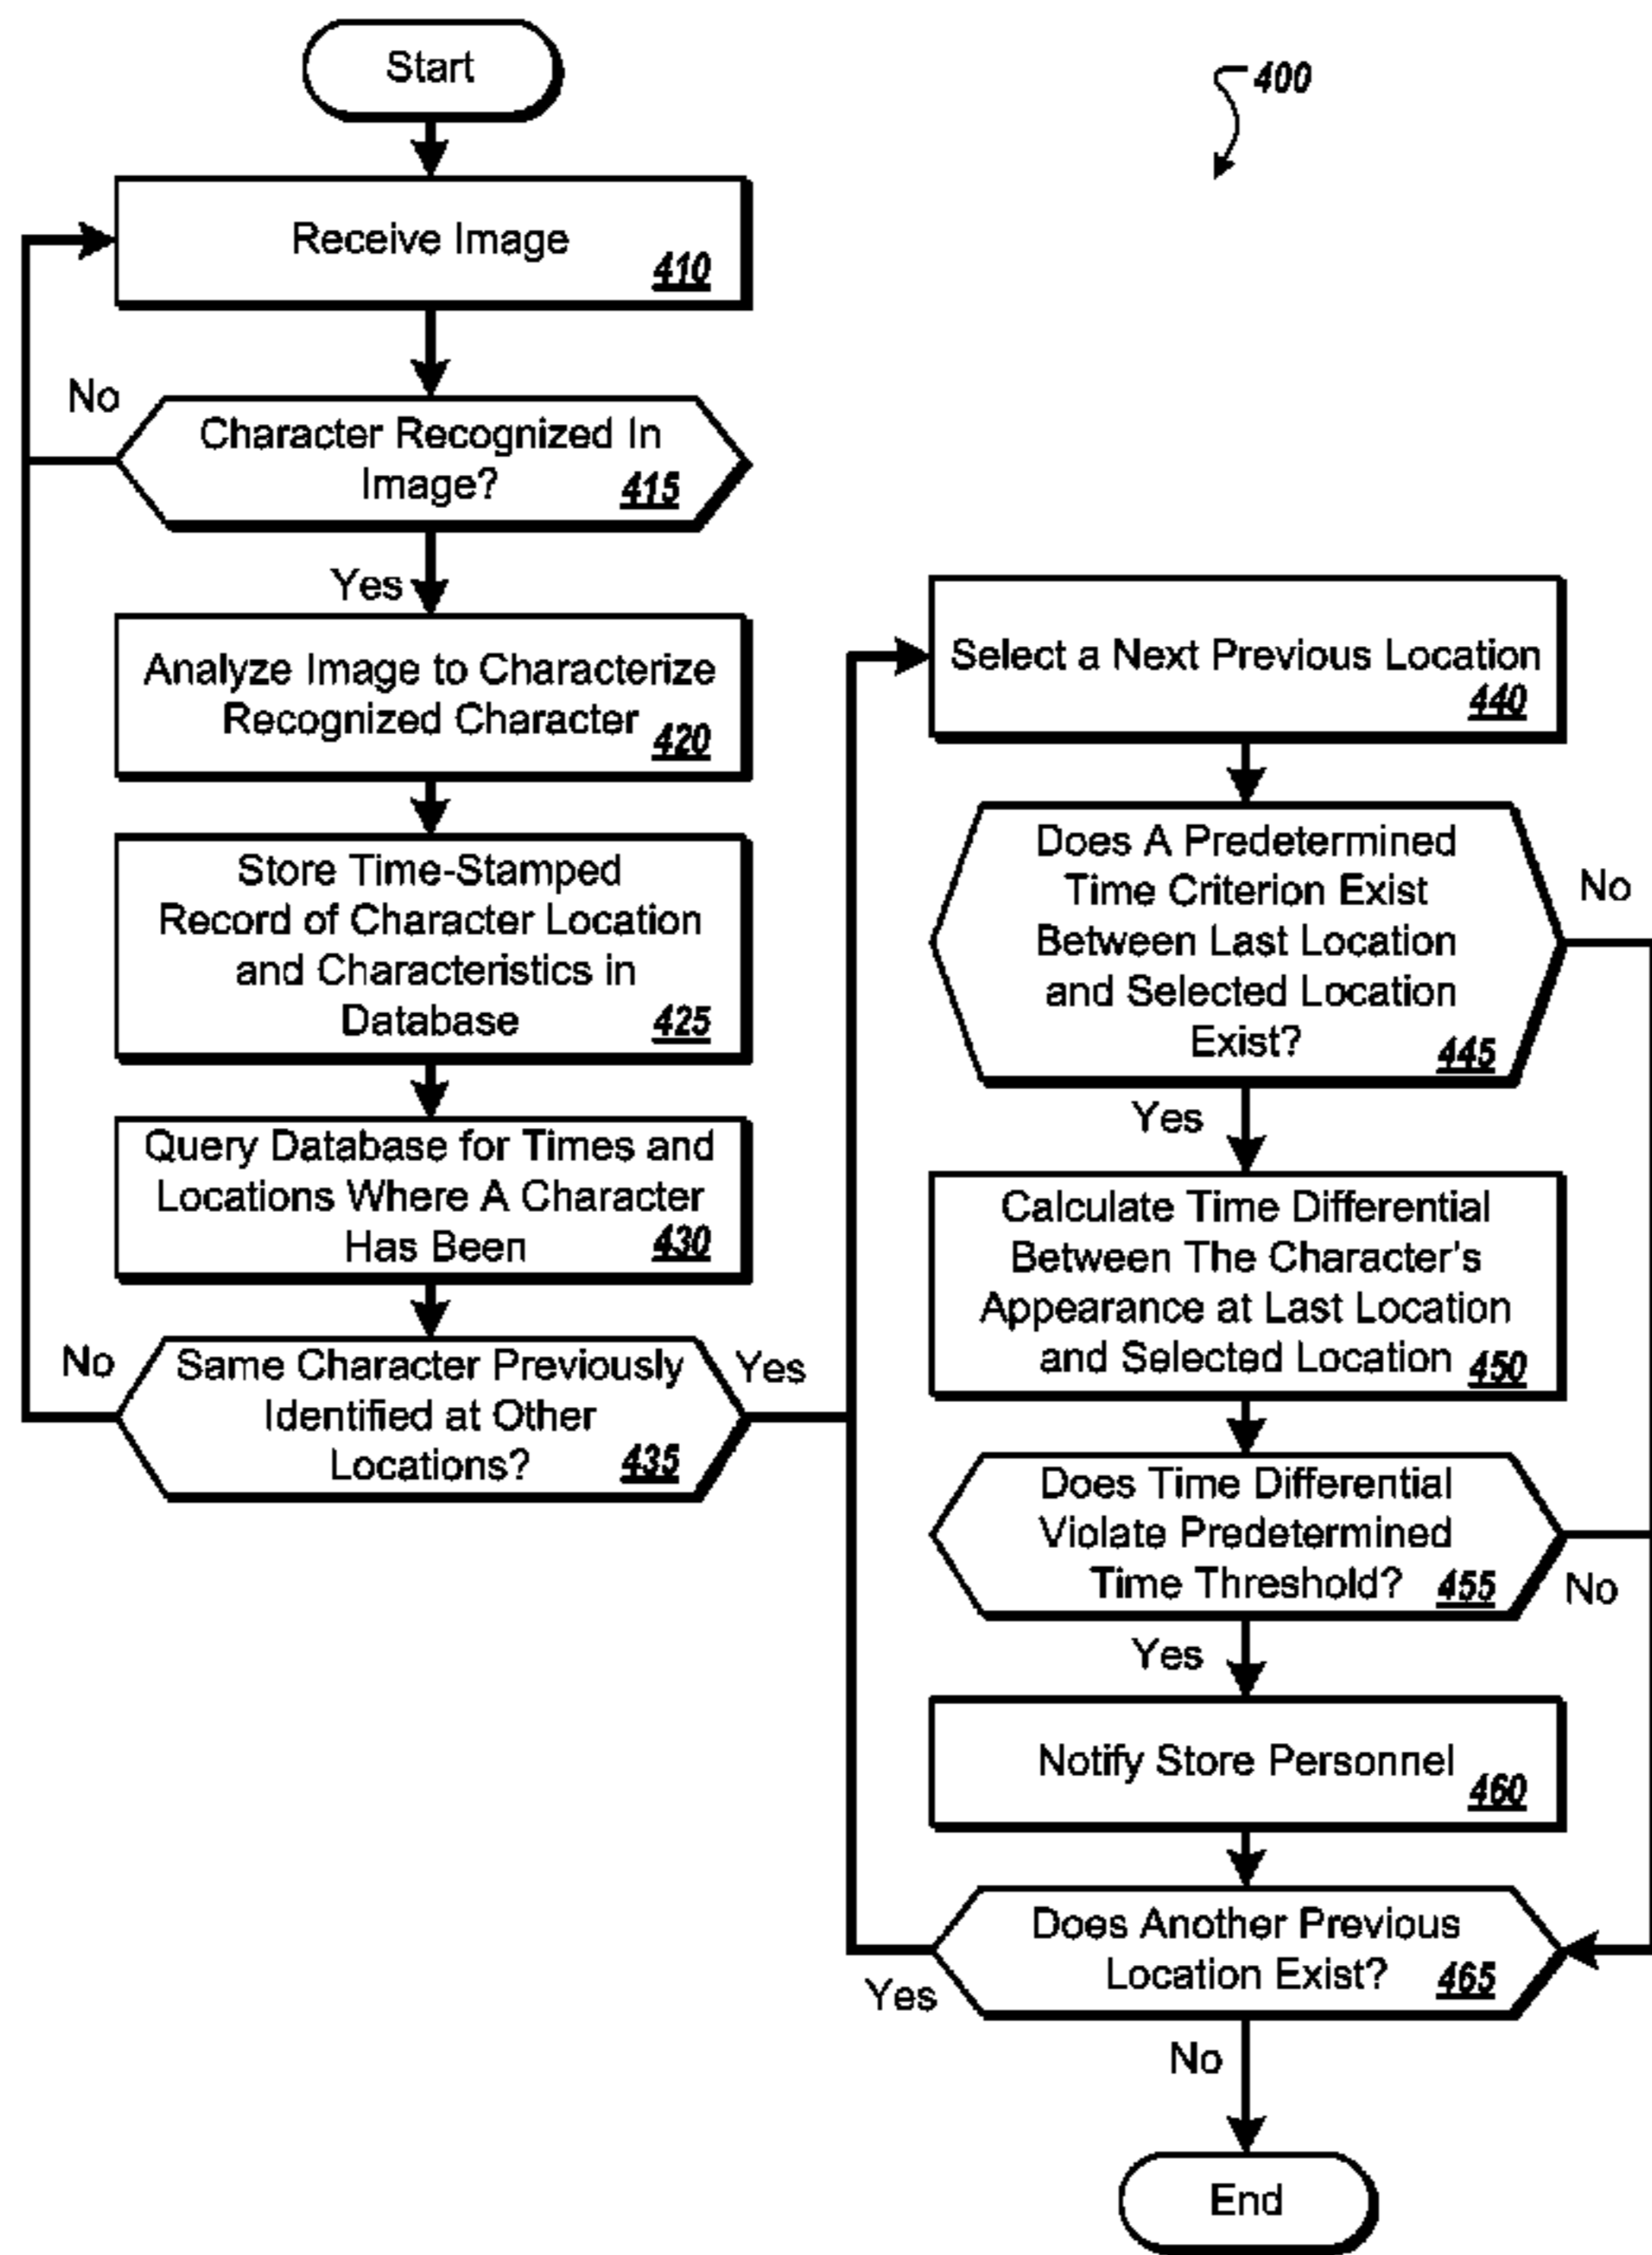 Start
400
Receive Image
410
No
Character Recognized In
Image?
415
Yes
Analyze Image to Characterize
Recognized Character
420
Store Time-Stamped
Record of Character Location
and Characteristics in
Database
425
Query Database for Times and
Locations Where A Character
Has Been
430
No
Same Character Previously
Identified at Other
Locations?
435
Yes
Select a Next Previous Location
440
Does A Predetermined
Time Criterion Exist
Between Last Location
and Selected Location
Exist?
445
No
Yes
Calculate Time Differential
Between The Character's
Appearance at Last Location
and Selected Location
450
Does Time Differential
Violate Predetermined
Time Threshold?
455
No
Yes
Notify Store Personnel
460
Does Another Previous
Location Exist?
465
Yes
No
End